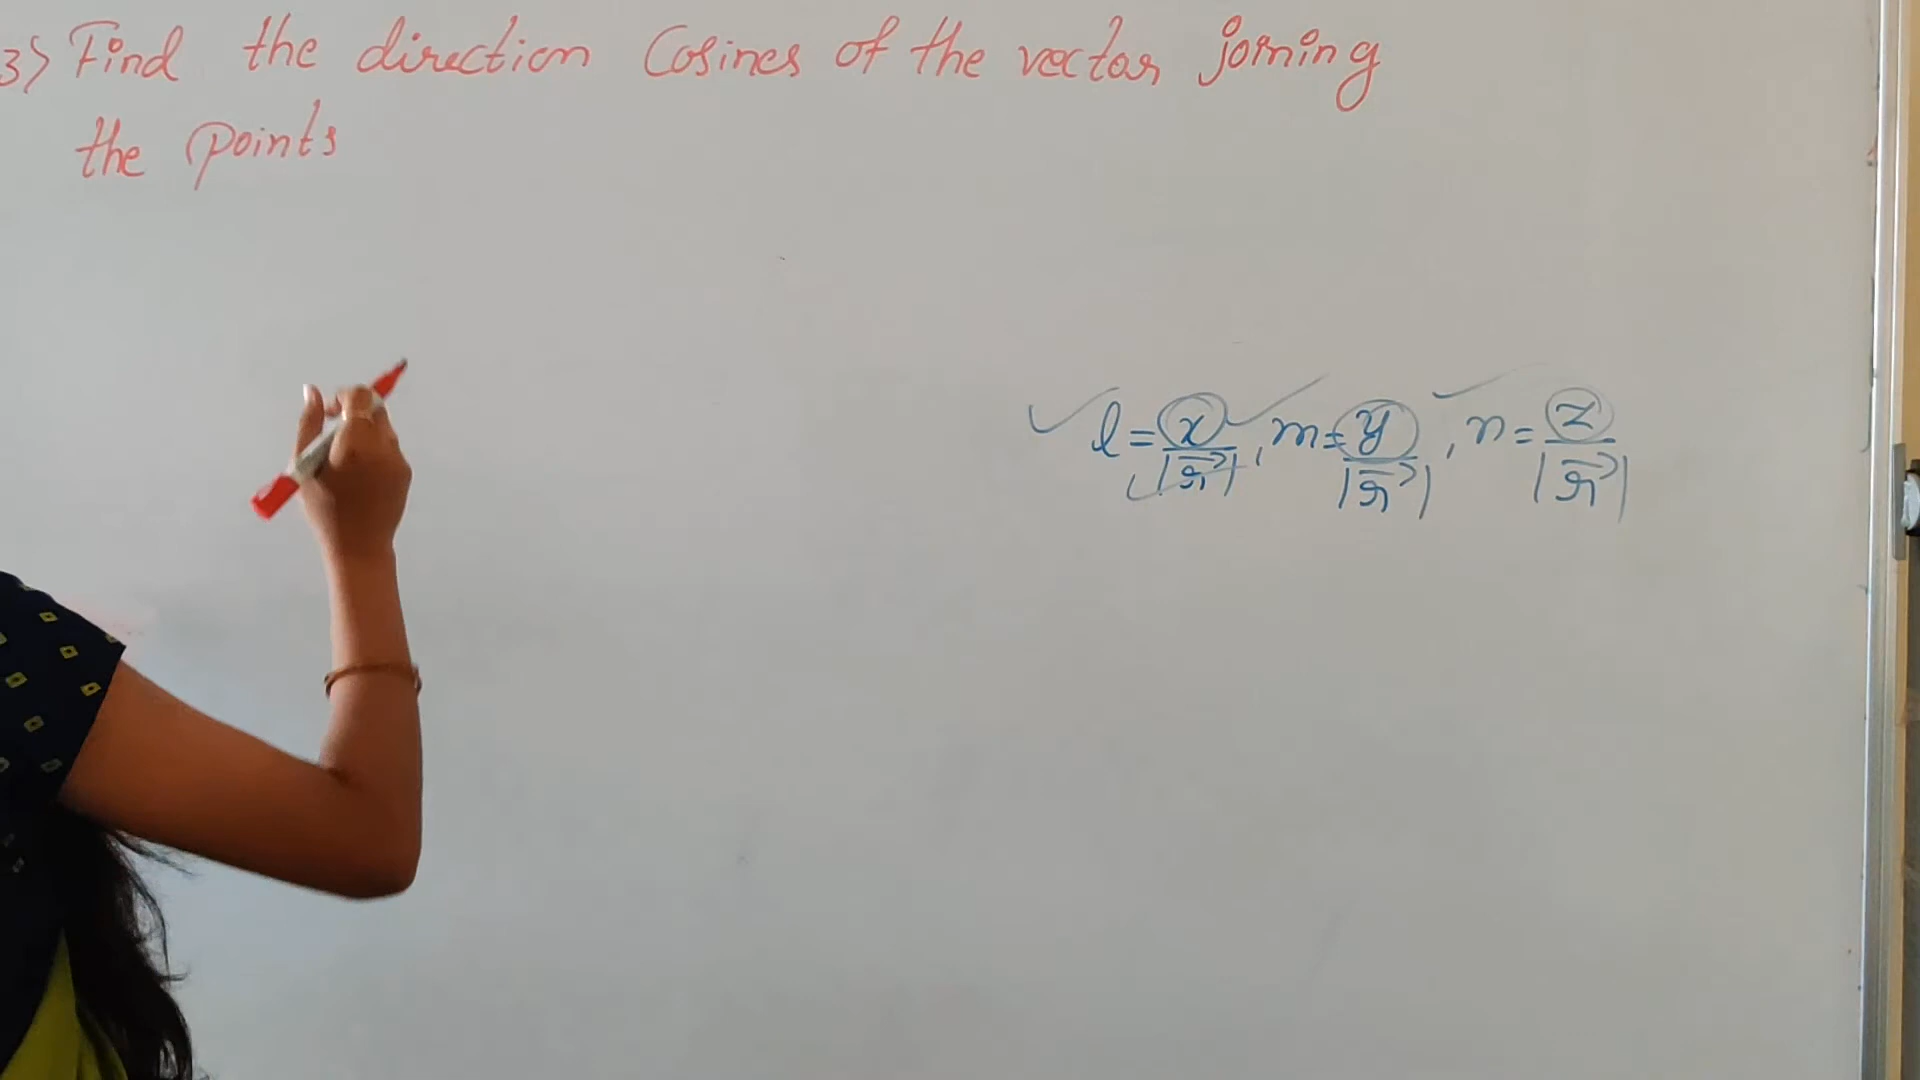 3) Find the direction Cosines of the vector joining
the points
l = x/|r⃗|, m = y/|r⃗|, n = z/|r⃗|